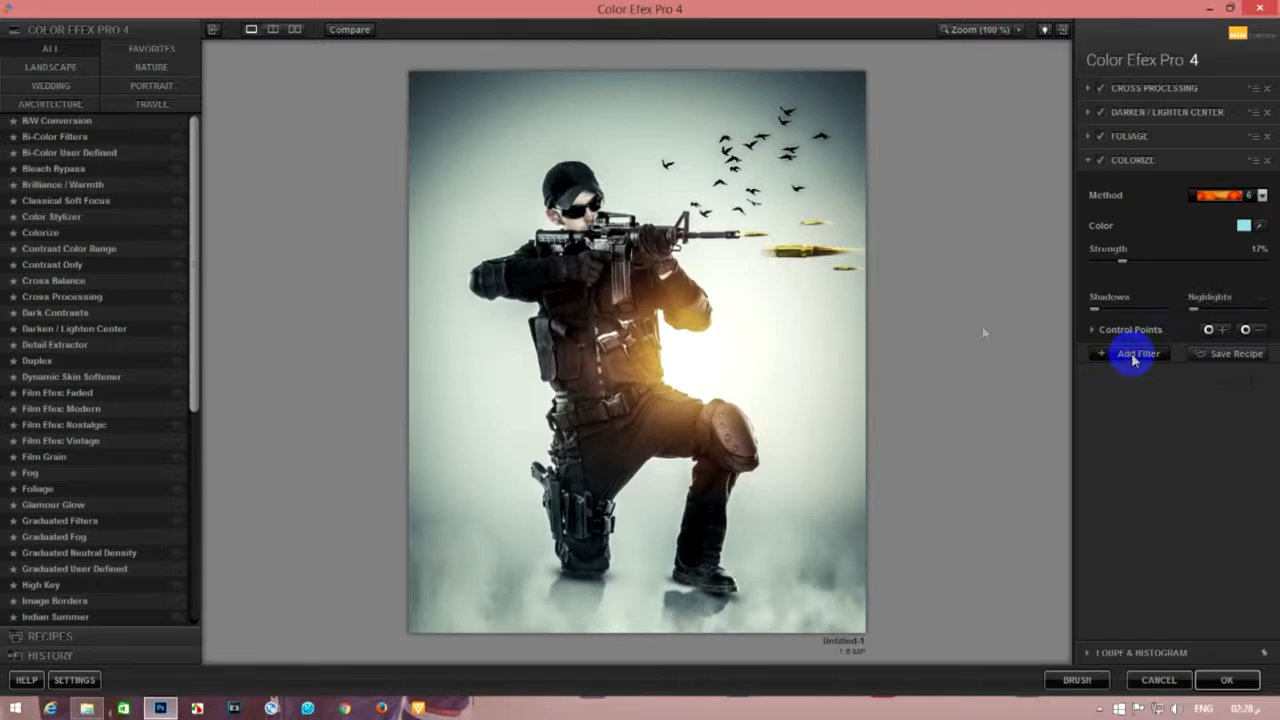 Color Efex Pro 4
COLOR EFEX PRO 4
Compare
Zoom (100 %)
ALL
FAVORITES
LANDSCAPE
NATURE
WEDDING
PORTRAIT
ARCHITECTURE
TRAVEL
B/W Conversion
Bi-Color Filters
Bi-Color User Defined
Bleach Bypass
Brilliance / Warmth
Classical Soft Focus
Color Stylizer
Colorize
Contrast Color Range
Contrast Only
Cross Balance
Cross Processing
Dark Contrasts
Darken / Lighten Center
Detail Extractor
Duplex
Dynamic Skin Softener
Film Efex: Faded
Film Efex: Modern
Film Efex: Nostalgic
Film Efex: Vintage
Film Grain
Fog
Foliage
Glamour Glow
Graduated Filters
Graduated Fog
Graduated Neutral Density
Graduated User Defined
High Key
Image Borders
Indian Summer
RECIPES
HISTORY
HELP
SETTINGS
Untitled-1
1.6 MP
Collection
Color Efex Pro 4
CROSS PROCESSING
DARKEN / LIGHTEN CENTER
FOLIAGE
COLORIZE
Method
6
Color
Strength
17%
Shadows
Highlights
Control Points
Add Filter
Save Recipe
LOUPE & HISTOGRAM
BRUSH
CANCEL
OK
ENG
02:28